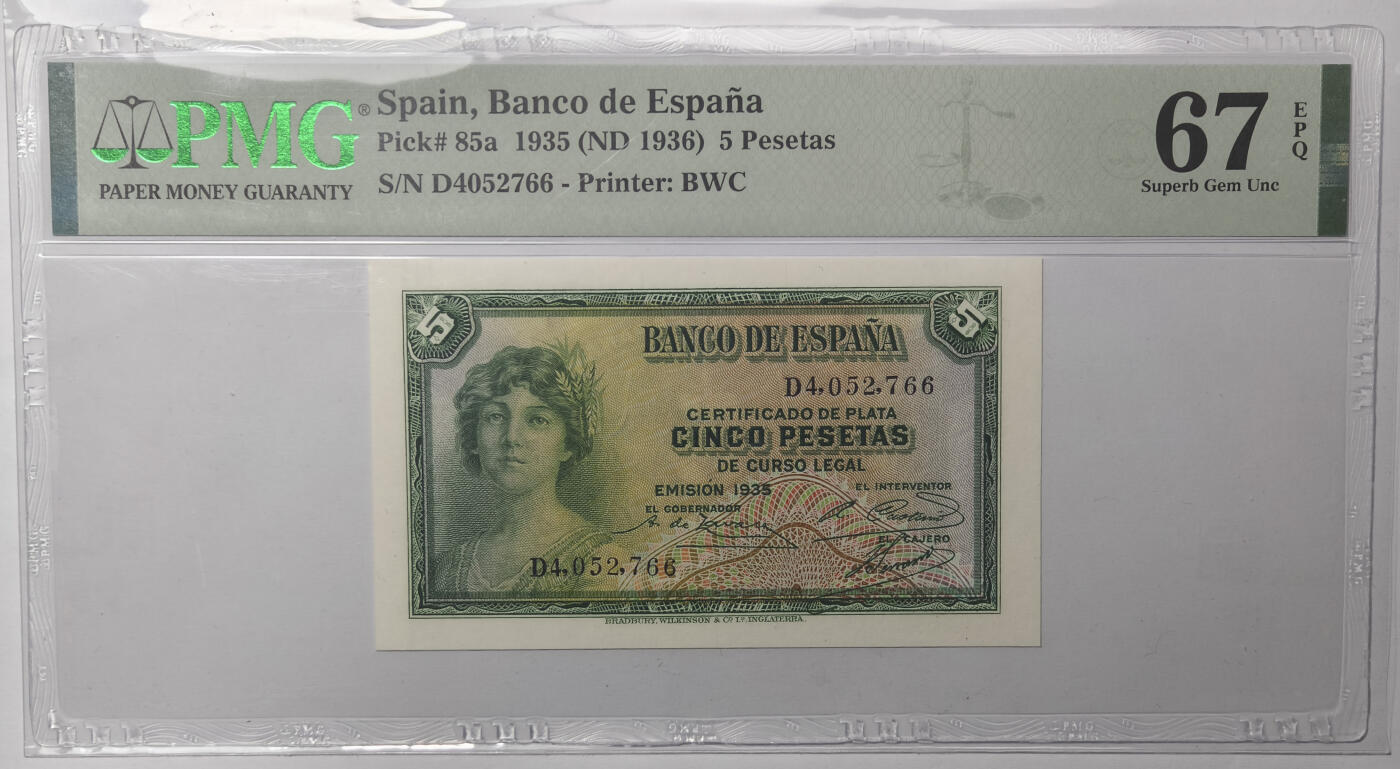 PMG®
PAPER MONEY GUARANTY
Spain, Banco de España
Pick# 85a 1935 (ND 1936) 5 Pesetas
S/N D4052766 - Printer: BWC
67
EPQ
Superb Gem Unc
5
5
BANCO DE ESPAÑA
D4,052,766
CERTIFICADO DE PLATA
CINCO PESETAS
DE CURSO LEGAL
EMISIÓN 1935
EL INTERVENTOR
EL GOBERNADOR
EL CAJERO
D4,052,766
BRADBURY, WILKINSON & Cº Lᵈ. INGLATERRA.